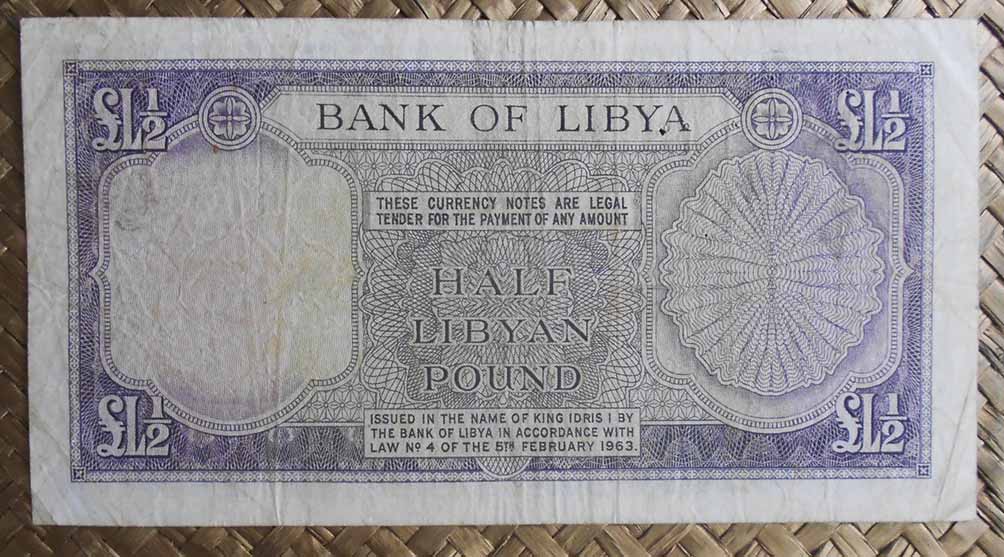 £L½ £L½
BANK OF LIBYA
THESE CURRENCY NOTES ARE LEGAL
TENDER FOR THE PAYMENT OF ANY AMOUNT
HALF
LIBYAN
POUND
£L½ £L½
ISSUED IN THE NAME OF KING IDRIS I BY
THE BANK OF LIBYA IN ACCORDANCE WITH
LAW Nº 4 OF THE 5TH FEBRUARY 1963.